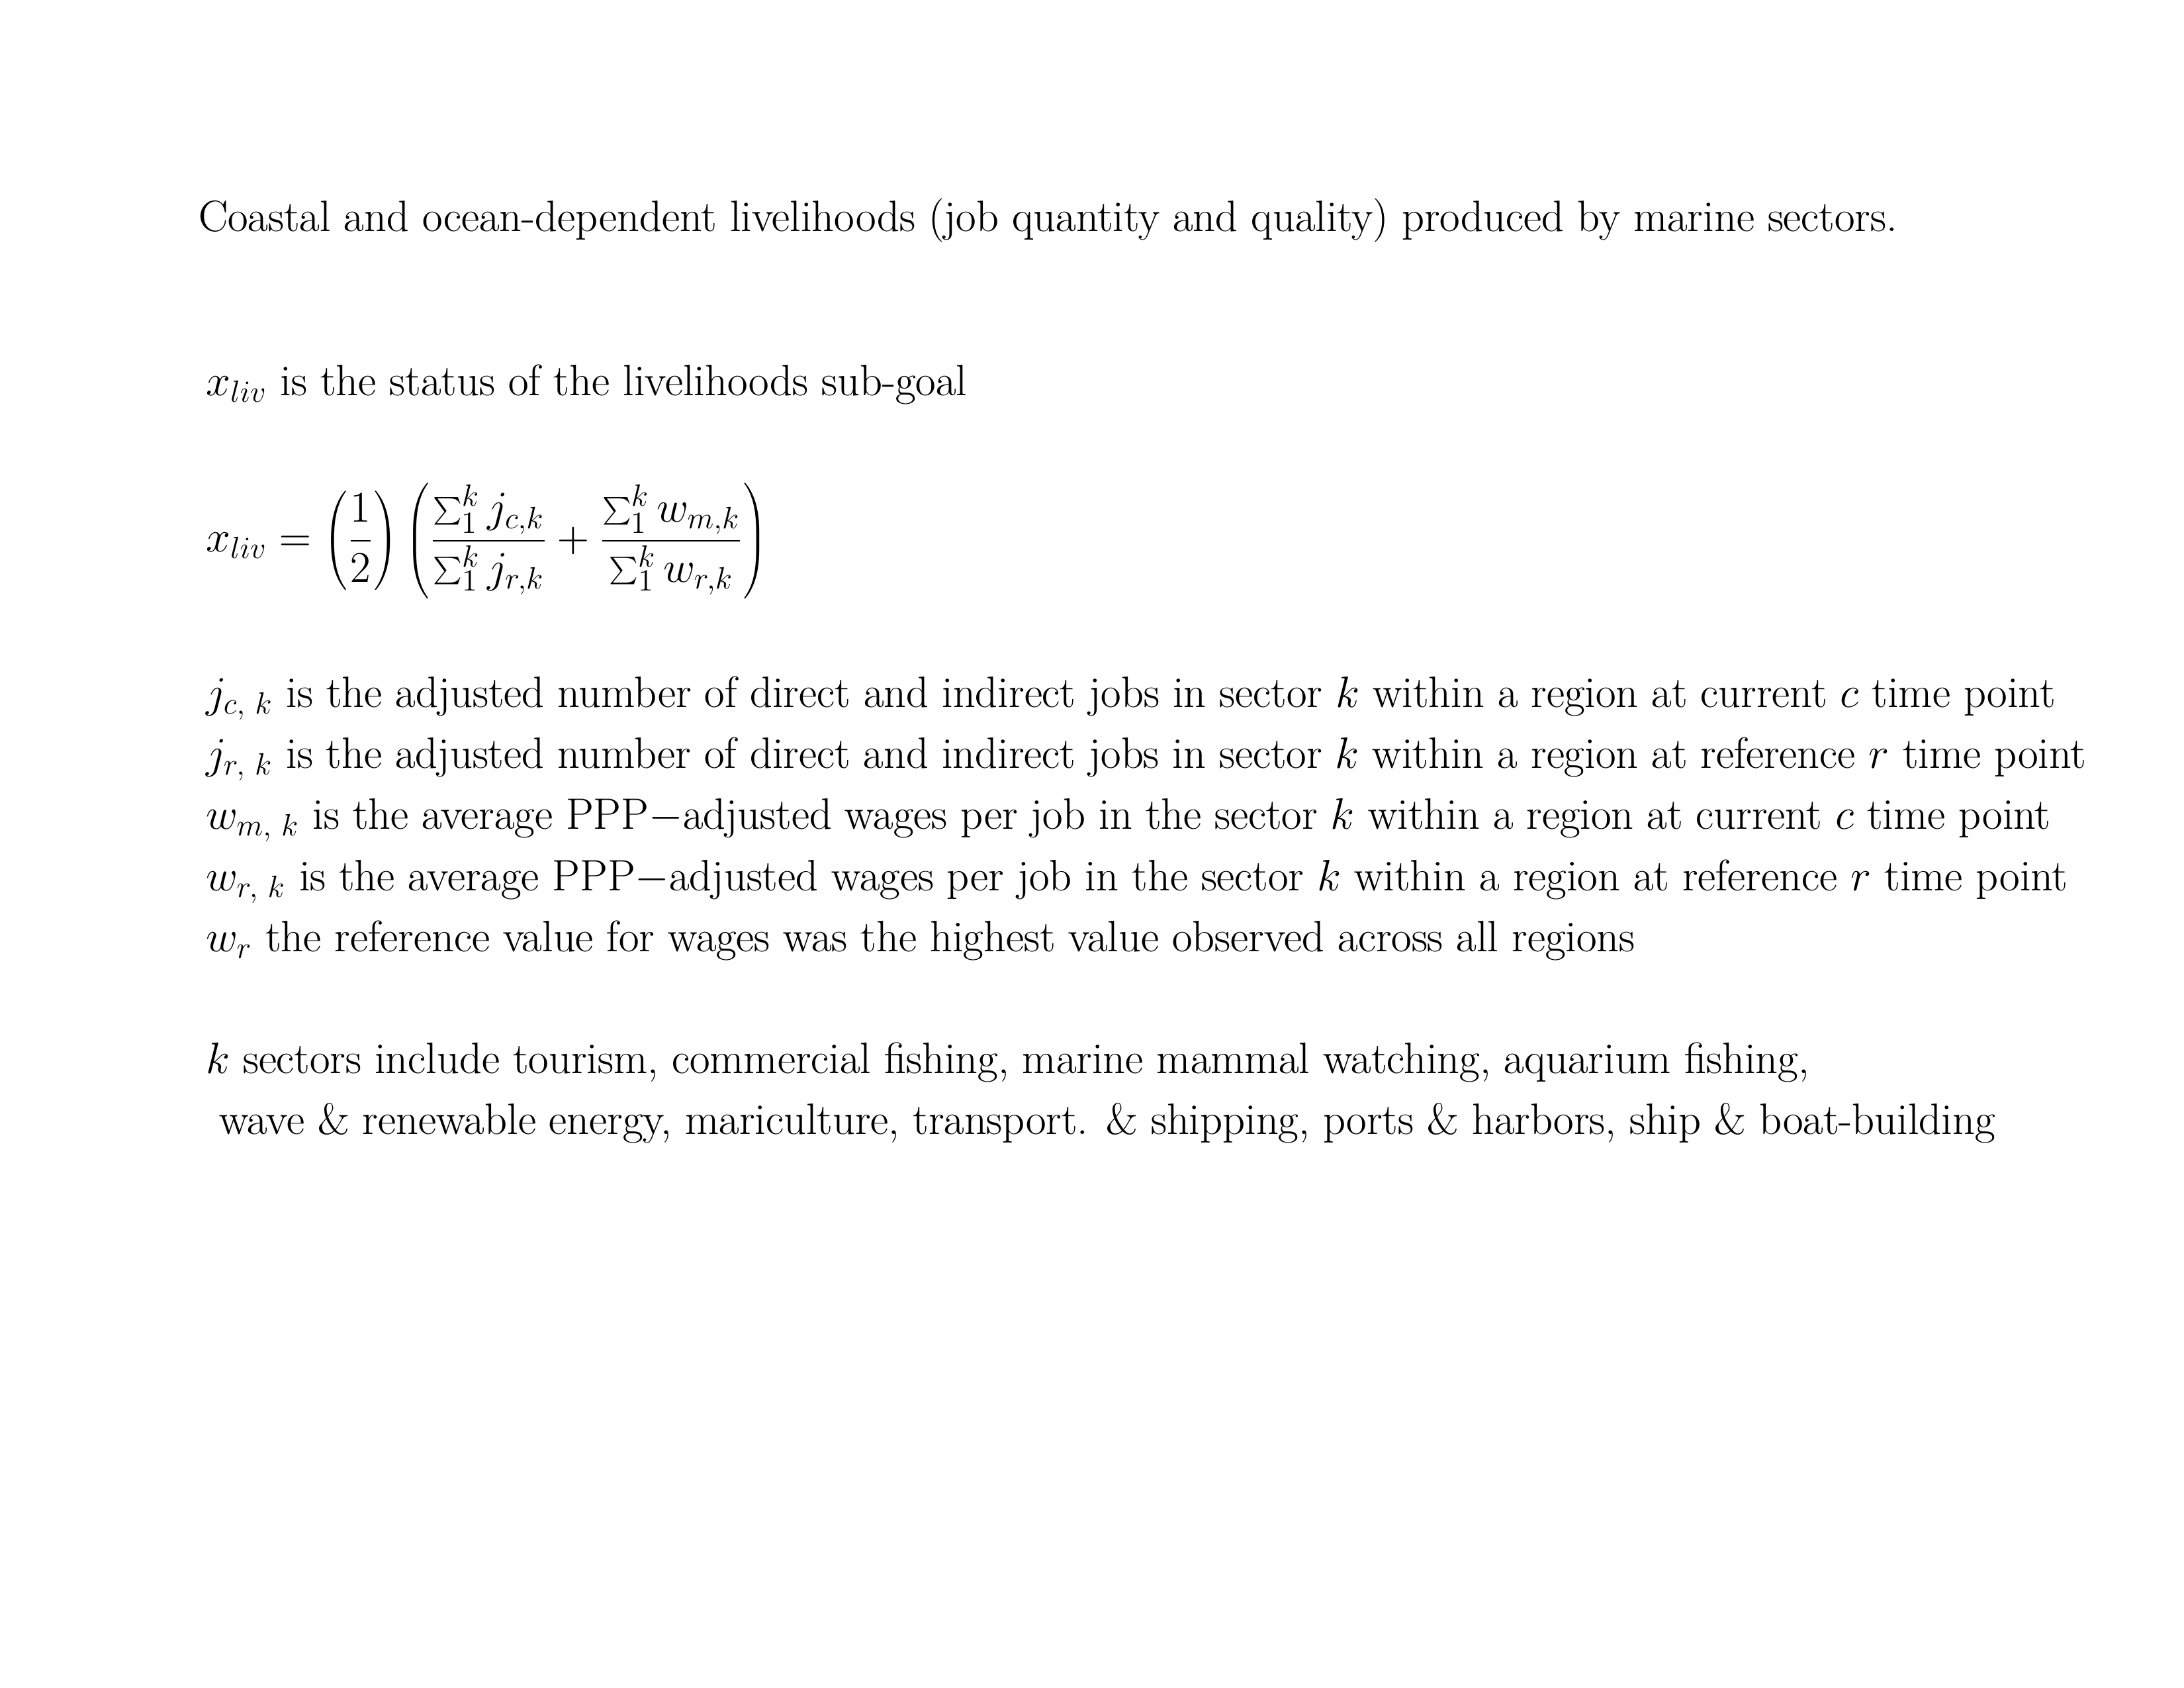 Coastal and ocean-dependent livelihoods (job quantity and quality) produced by marine sectors.
x_{liv} is the status of the livelihoods sub-goal
x_{liv} = \left(\frac{1}{2}\right) \left(\frac{\Sigma_1^k j_{c,k}}{\Sigma_1^k j_{r,k}} + \frac{\Sigma_1^k w_{m,k}}{\Sigma_1^k w_{r,k}}\right)
j_{c, k} is the adjusted number of direct and indirect jobs in sector k within a region at current c time point
j_{r, k} is the adjusted number of direct and indirect jobs in sector k within a region at reference r time point
w_{m, k} is the average PPP−adjusted wages per job in the sector k within a region at current c time point
w_{r, k} is the average PPP−adjusted wages per job in the sector k within a region at reference r time point
w_r the reference value for wages was the highest value observed across all regions
k sectors include tourism, commercial fishing, marine mammal watching, aquarium fishing,
wave & renewable energy, mariculture, transport. & shipping, ports & harbors, ship & boat-building